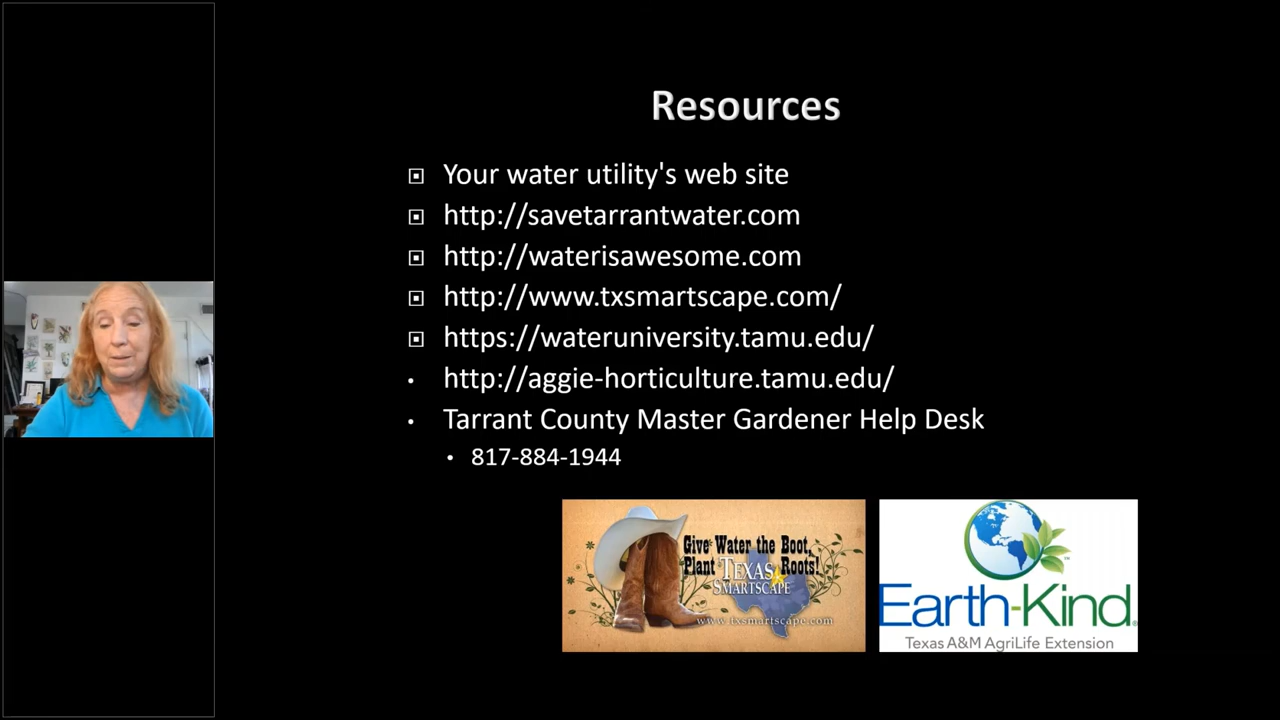 Resources
Your water utility's web site
http://savetarrantwater.com
http://waterisawesome.com
http://www.txsmartscape.com/
https://wateruniversity.tamu.edu/
http://aggie-horticulture.tamu.edu/
Tarrant County Master Gardener Help Desk
817-884-1944
Give Water the Boot,
Plant Texas Roots!
Smartscape
www.txsmartscape.com
Earth-Kind®
Texas A&M AgriLife Extension